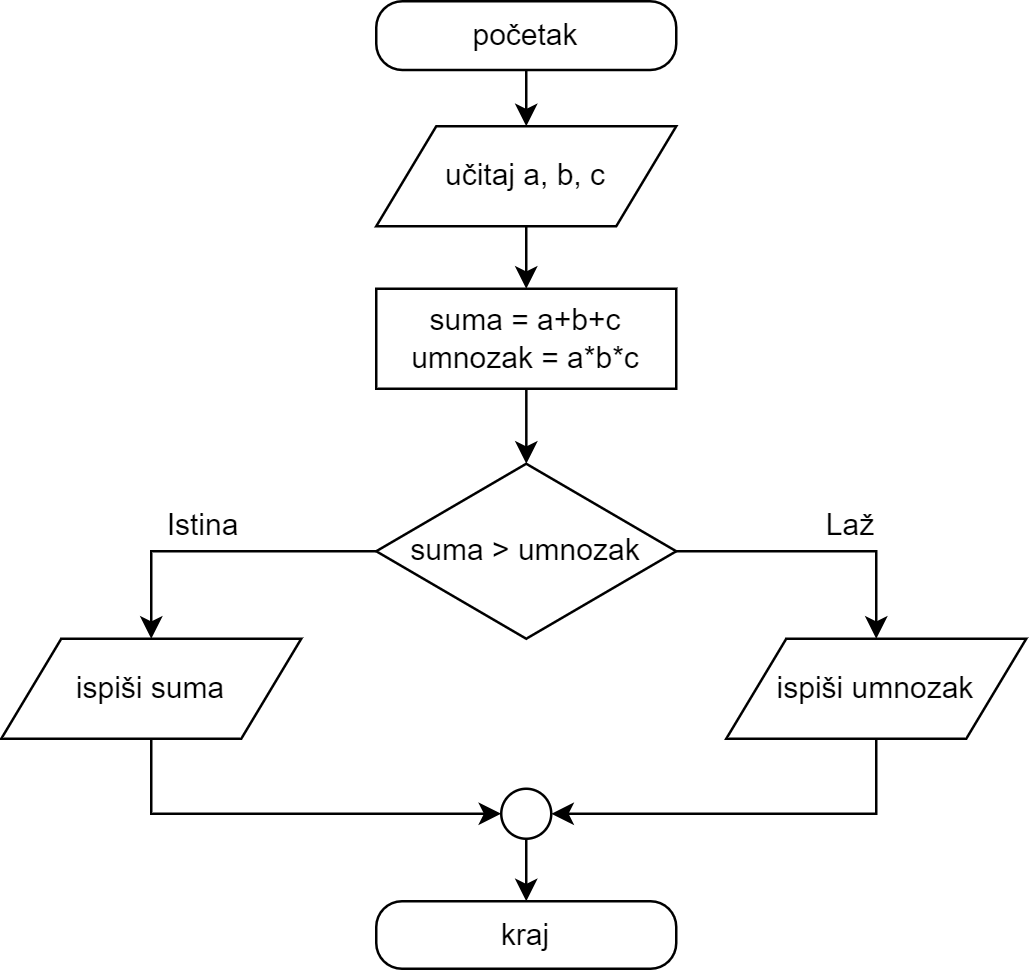 početak
učitaj a, b, c
suma = a+b+c
umnozak = a*b*c
suma > umnozak
Istina
Laž
ispiši suma
ispiši umnozak
kraj